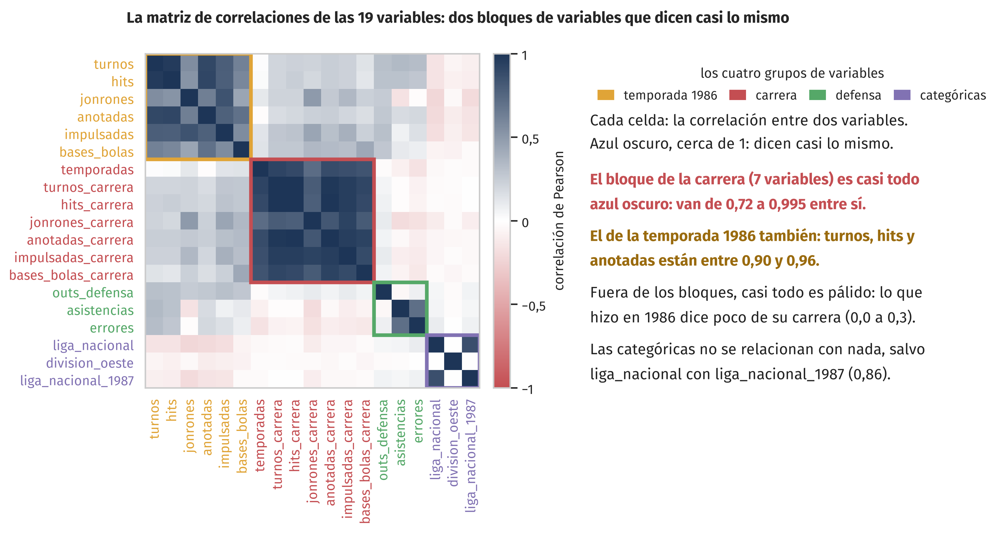 La matriz de correlaciones de las 19 variables: dos bloques de variables que dicen casi lo mismo
turnos
hits
jonrones
anotadas
impulsadas
bases_bolas
temporadas
turnos_carrera
hits_carrera
jonrones_carrera
anotadas_carrera
impulsadas_carrera
bases_bolas_carrera
outs_defensa
asistencias
errores
liga_nacional
division_oeste
liga_nacional_1987
turnos
hits
jonrones
anotadas
impulsadas
bases_bolas
temporadas
turnos_carrera
hits_carrera
jonrones_carrera
anotadas_carrera
impulsadas_carrera
bases_bolas_carrera
outs_defensa
asistencias
errores
liga_nacional
division_oeste
liga_nacional_1987
1
0,5
0
−0,5
−1
correlación de Pearson
los cuatro grupos de variables
temporada 1986 carrera defensa categóricas
Cada celda: la correlación entre dos variables.
Azul oscuro, cerca de 1: dicen casi lo mismo.
El bloque de la carrera (7 variables) es casi todo
azul oscuro: van de 0,72 a 0,995 entre sí.
El de la temporada 1986 también: turnos, hits y
anotadas están entre 0,90 y 0,96.
Fuera de los bloques, casi todo es pálido: lo que
hizo en 1986 dice poco de su carrera (0,0 a 0,3).
Las categóricas no se relacionan con nada, salvo
liga_nacional con liga_nacional_1987 (0,86).